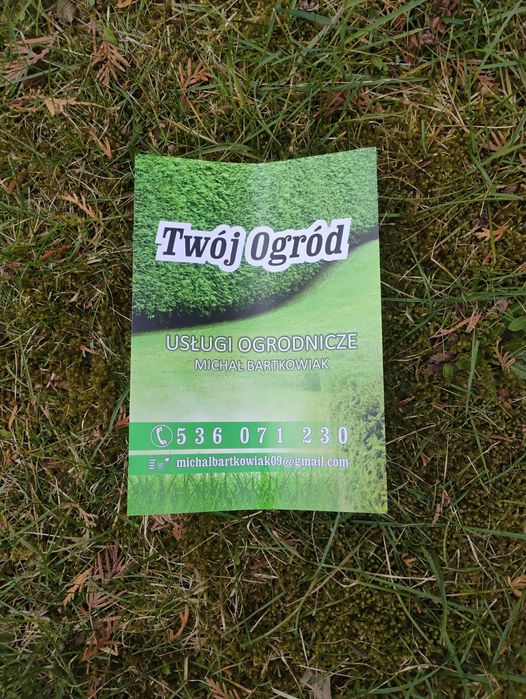 Twój Ogród
USŁUGI OGRODNICZE
MICHAŁ BARTKOWIAK
536 071 230
michalbartkowiak09@gmail.com